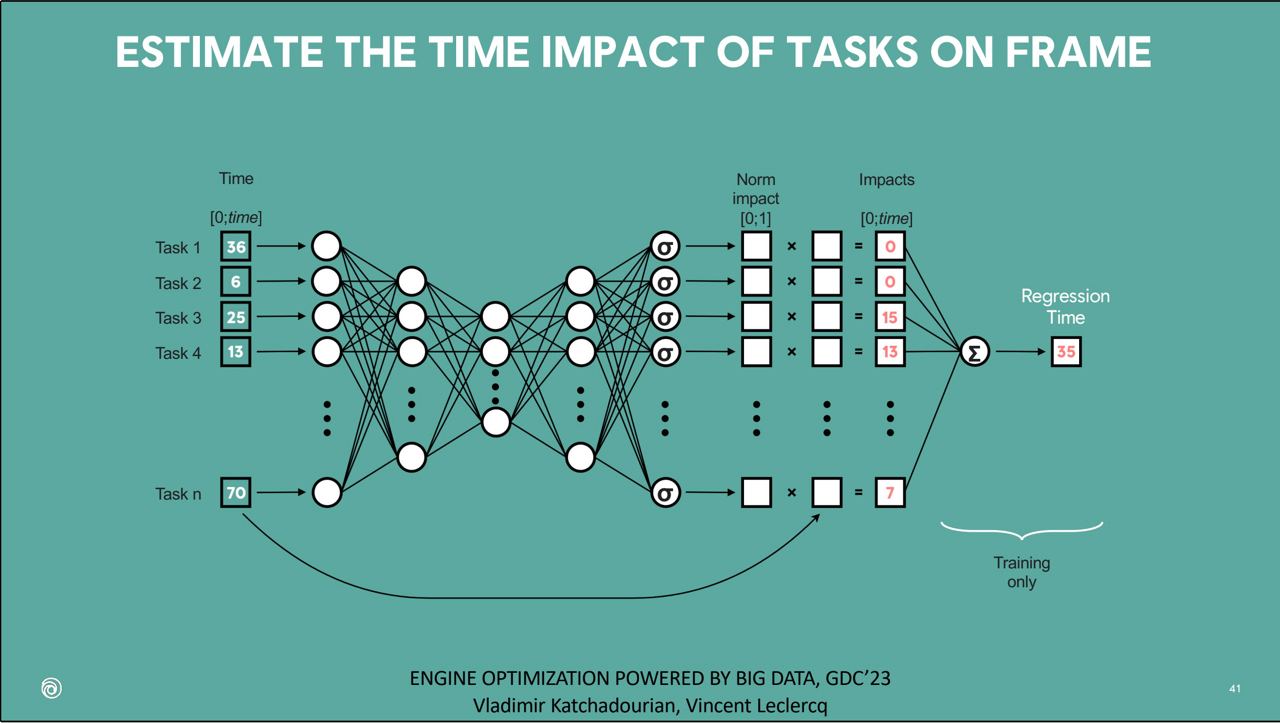 ESTIMATE THE TIME IMPACT OF TASKS ON FRAME
Time
[0;time]
Norm
impact
[0;1]
Impacts
[0;time]
Task 1 36 σ × = 0
Task 2 6 σ × = 0
Task 3 25 σ × = 15
Task 4 13 σ × = 13
Regression
Time
Σ 35
Task n 70 σ × = 7
Training
only
ENGINE OPTIMIZATION POWERED BY BIG DATA, GDC’23
Vladimir Katchadourian, Vincent Leclercq
41